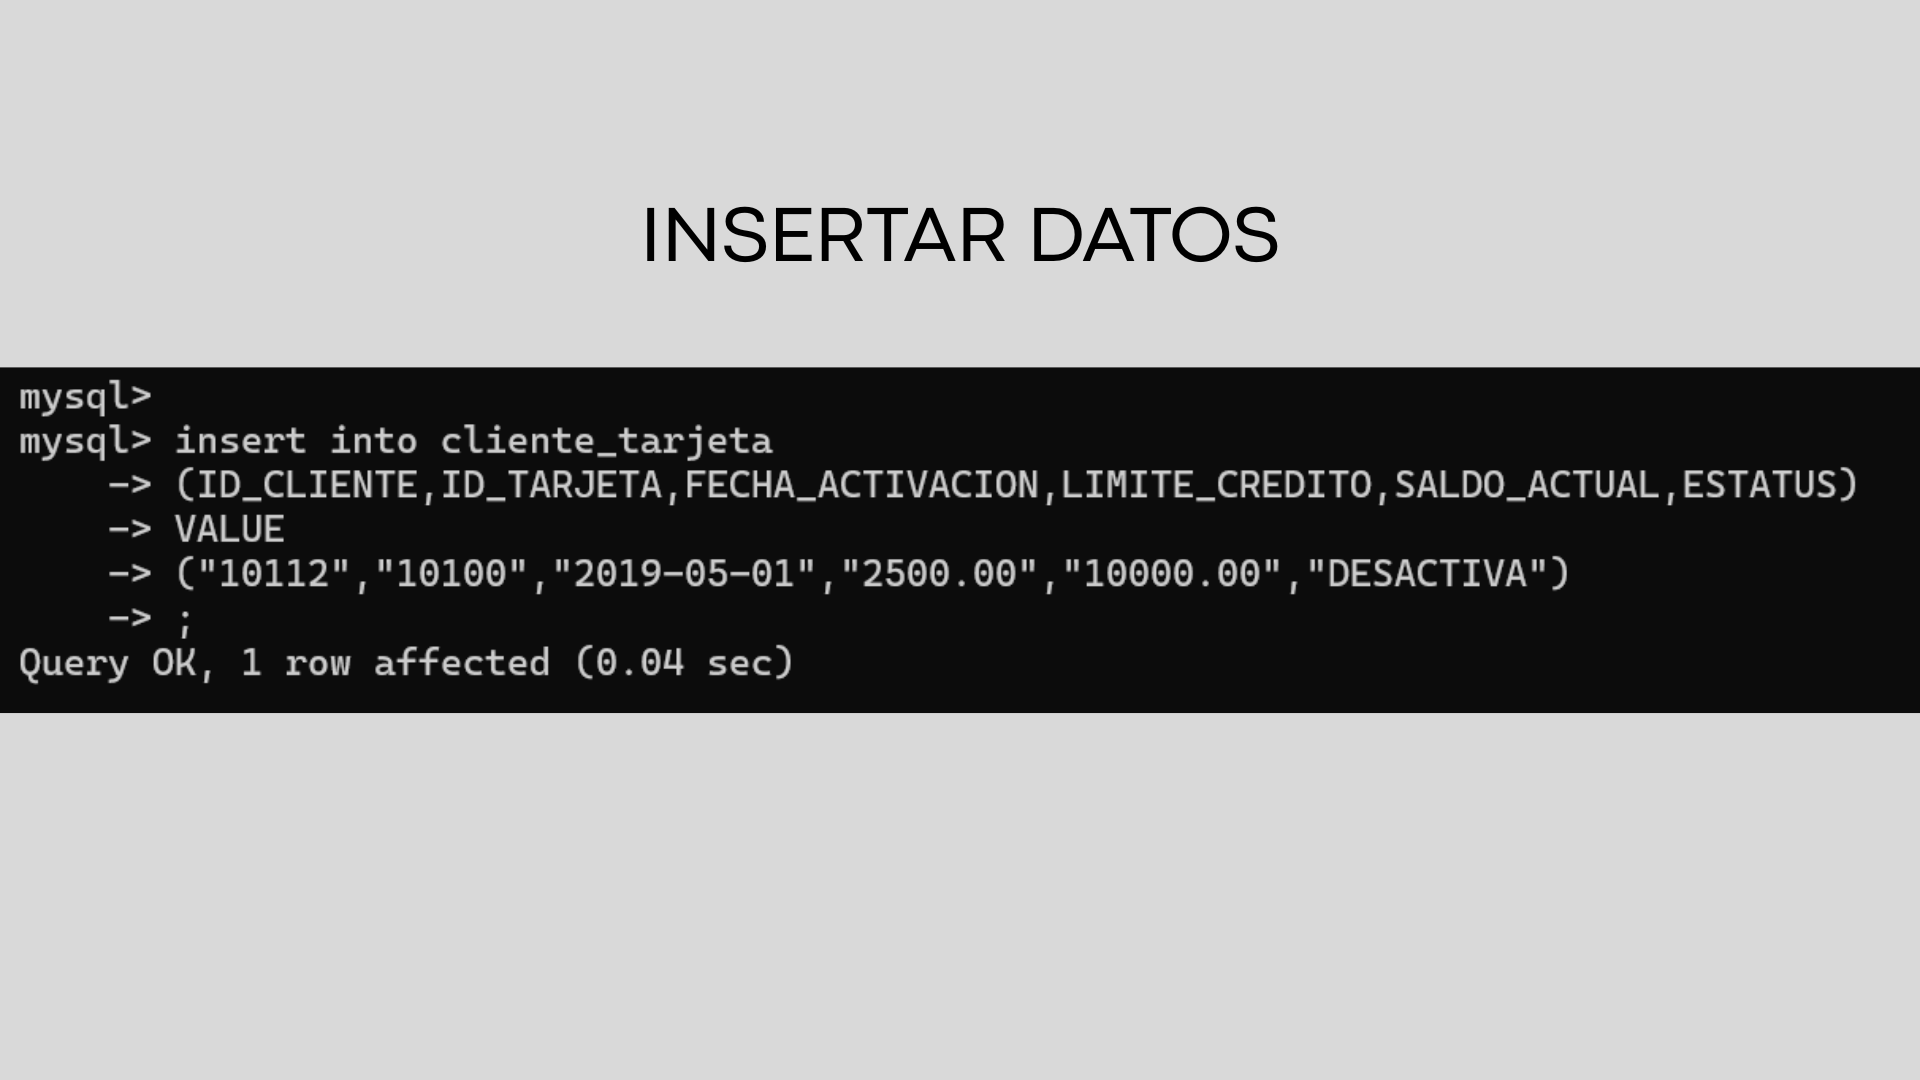 INSERTAR DATOS
mysql>
mysql> insert into cliente_tarjeta
-> (ID_CLIENTE,ID_TARJETA,FECHA_ACTIVACION,LIMITE_CREDITO,SALDO_ACTUAL,ESTATUS)
-> VALUE
-> ("10112","10100","2019-05-01","2500.00","10000.00","DESACTIVA")
-> ;
Query OK, 1 row affected (0.04 sec)